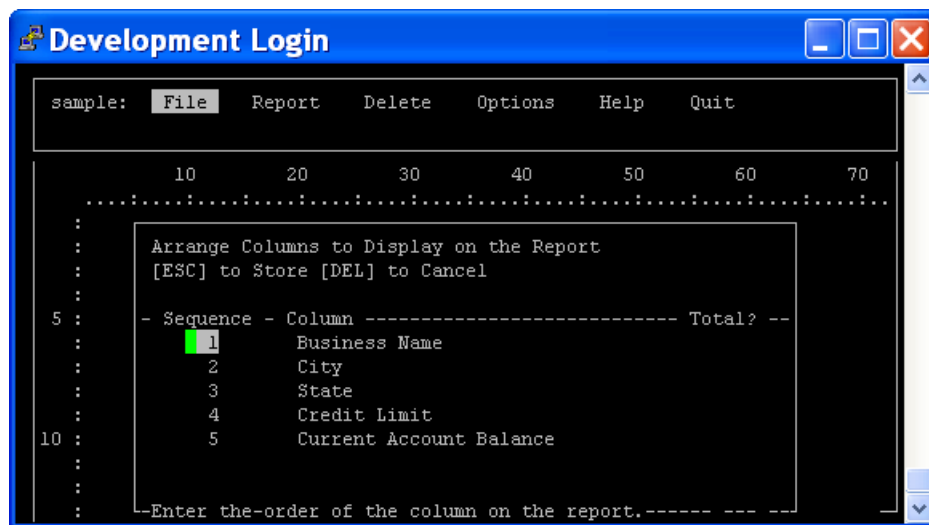 Development Login
sample: File Report Delete Options Help Quit
10 20 30 40 50 60 70
....:....:....:....:....:....:....:....:....:....:....:....:....:....:..
:
: Arrange Columns to Display on the Report
: [ESC] to Store [DEL] to Cancel
:
5 : - Sequence - Column ---------------------------- Total? --
: 1 Business Name
: 2 City
: 3 State
: 4 Credit Limit
10 : 5 Current Account Balance
:
:
: --Enter the-order of the column on the report.------ --- ---